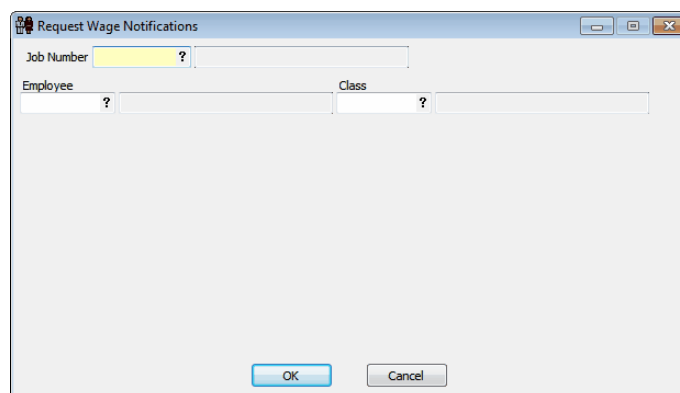 Request Wage Notifications
Job Number ?
Employee Class
? ?
OK Cancel